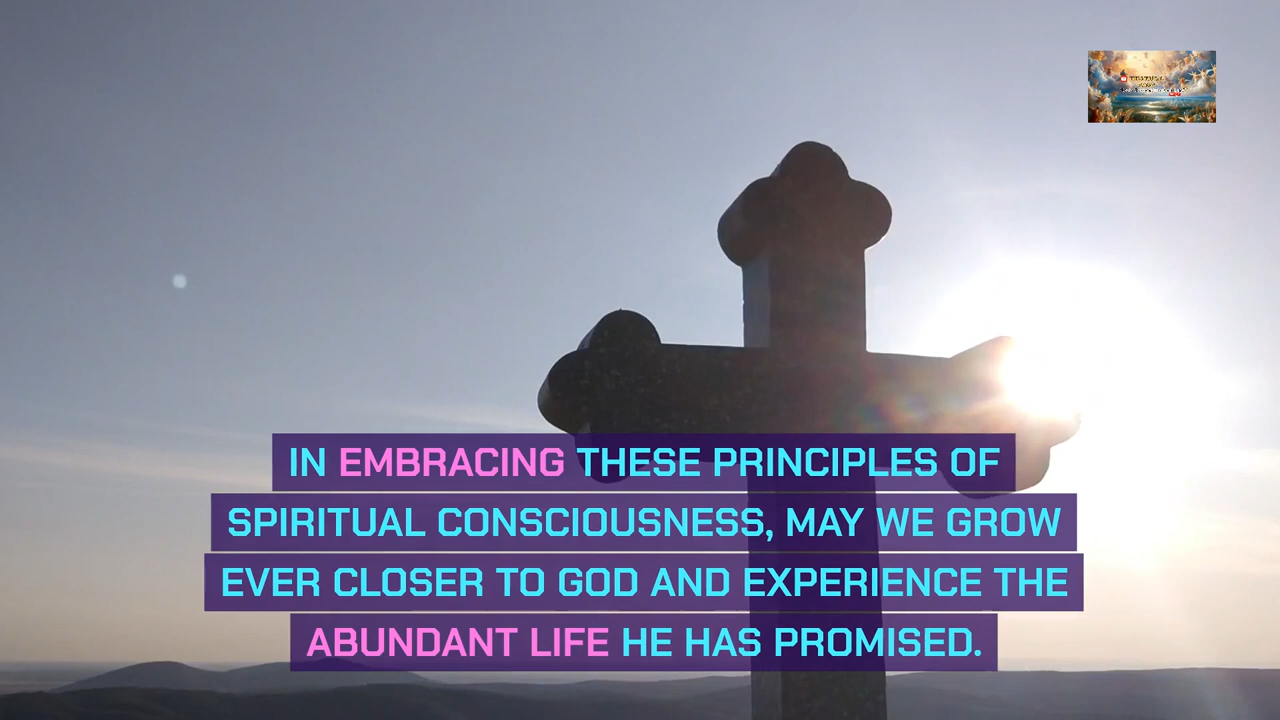 IN EMBRACING THESE PRINCIPLES OF
SPIRITUAL CONSCIOUSNESS, MAY WE GROW
EVER CLOSER TO GOD AND EXPERIENCE THE
ABUNDANT LIFE HE HAS PROMISED.